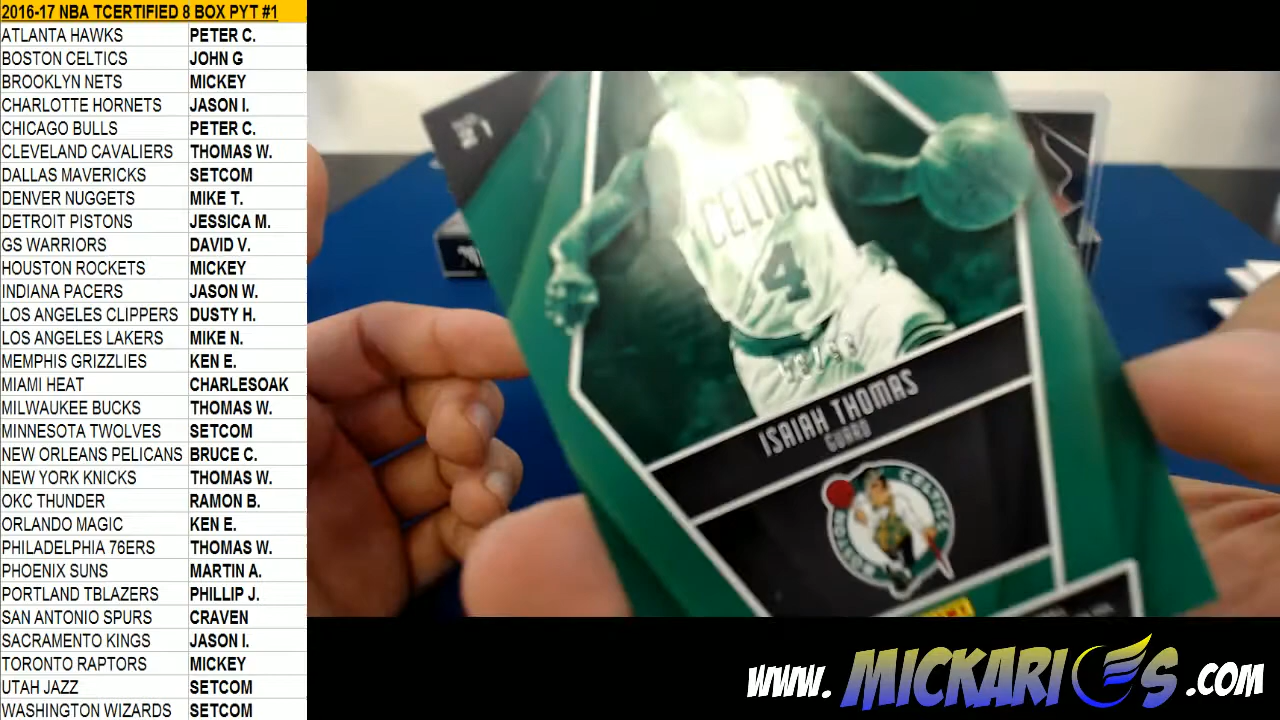 2016-17 NBA TCERTIFIED 8 BOX PYT #1
ATLANTA HAWKS PETER C.
BOSTON CELTICS JOHN G
BROOKLYN NETS MICKEY
CHARLOTTE HORNETS JASON I.
CHICAGO BULLS PETER C.
CLEVELAND CAVALIERS THOMAS W.
DALLAS MAVERICKS SETCOM
DENVER NUGGETS MIKE T.
DETROIT PISTONS JESSICA M.
GS WARRIORS DAVID V.
HOUSTON ROCKETS MICKEY
INDIANA PACERS JASON W.
LOS ANGELES CLIPPERS DUSTY H.
LOS ANGELES LAKERS MIKE N.
MEMPHIS GRIZZLIES KEN E.
MIAMI HEAT CHARLESOAK
MILWAUKEE BUCKS THOMAS W.
MINNESOTA TWOLVES SETCOM
NEW ORLEANS PELICANS BRUCE C.
NEW YORK KNICKS THOMAS W.
OKC THUNDER RAMON B.
ORLANDO MAGIC KEN E.
PHILADELPHIA 76ERS THOMAS W.
PHOENIX SUNS MARTIN A.
PORTLAND TBLAZERS PHILLIP J.
SAN ANTONIO SPURS CRAVEN
SACRAMENTO KINGS JASON I.
TORONTO RAPTORS MICKEY
UTAH JAZZ SETCOM
WASHINGTON WIZARDS SETCOM
CELTICS
4
ISAIAH THOMAS
GUARD
BOSTON CELTICS
PANINI
www.MICKARIES.com